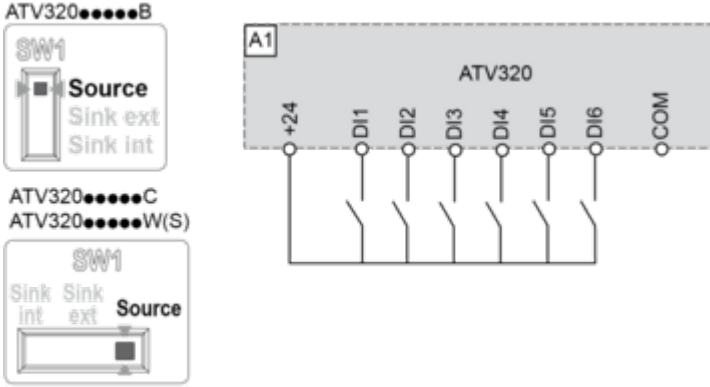 ATV320●●●●●B
SW1
Source
Sink ext
Sink int
ATV320●●●●●C
ATV320●●●●●W(S)
SW1
Sink int
Sink ext
Source
A1
ATV320
+24
DI1
DI2
DI3
DI4
DI5
DI6
COM